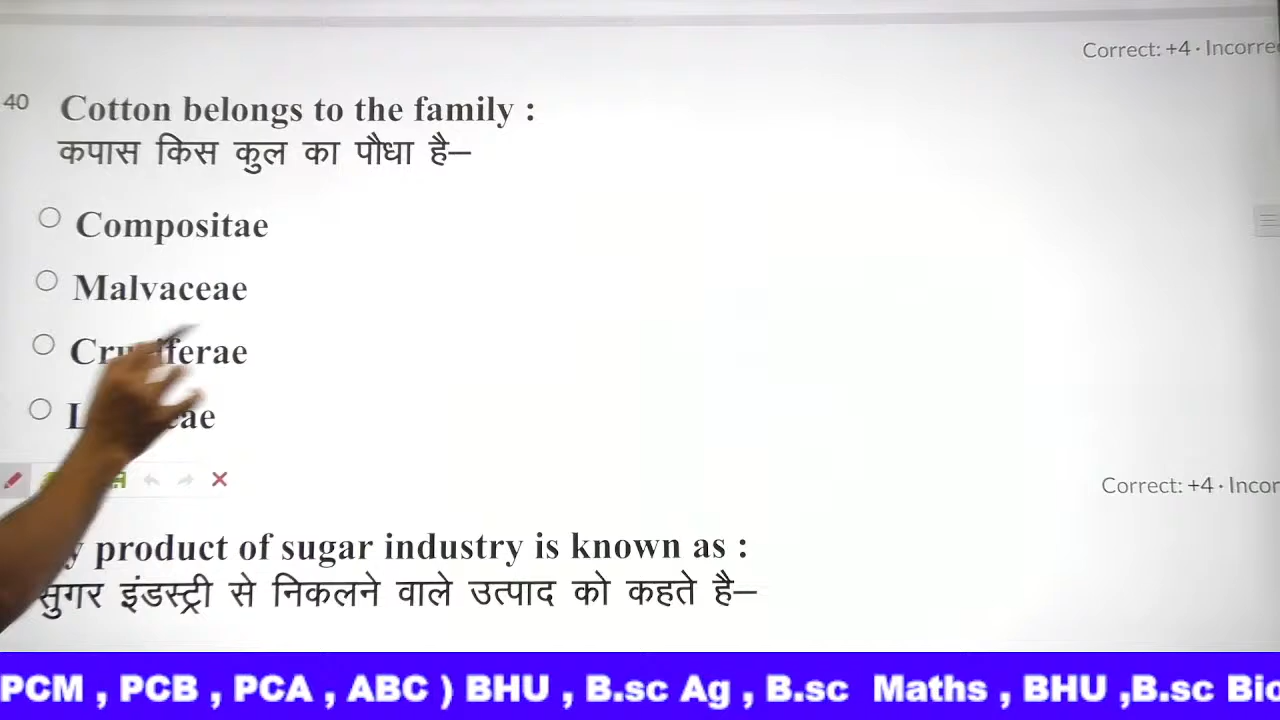 Correct: +4 · Incorre
40 Cotton belongs to the family :
कपास किस कुल का पौधा है–
Compositae
Malvaceae
Correct: +4 · Incor
product of sugar industry is known as :
सुगर इंडस्ट्री से निकलने वाले उत्पाद को कहते है–
PCM , PCB , PCA , ABC ) BHU , B.sc Ag , B.sc Maths , BHU ,B.sc Bio